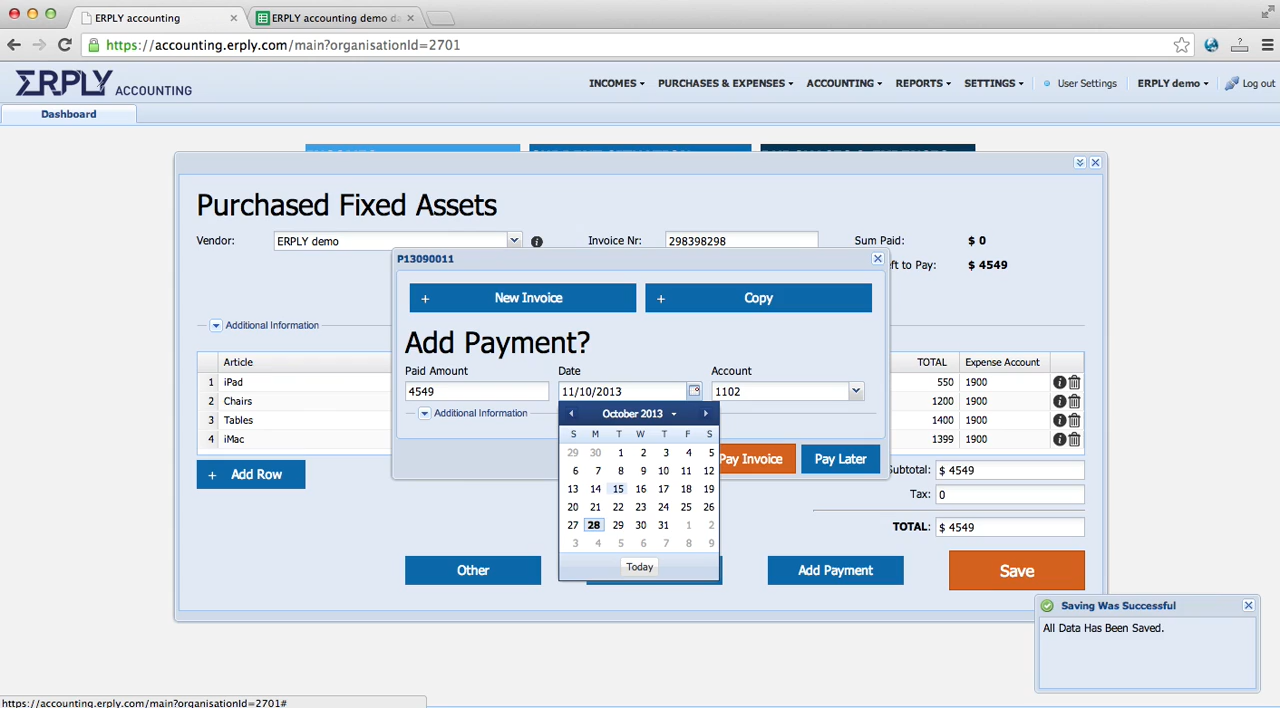 ERPLY accounting
ERPLY accounting demo da
https://accounting.erply.com/main?organisationId=2701
ERPLY ACCOUNTING
INCOMES
PURCHASES & EXPENSES
ACCOUNTING
REPORTS
SETTINGS
User Settings
ERPLY demo
Log out
Dashboard
Purchased Fixed Assets
Vendor: ERPLY demo
Invoice Nr: 298398298
Sum Paid: $ 0
eft to Pay: $ 4549
Additional Information
P13090011
+ New Invoice
+ Copy
Add Payment?
Paid Amount Date Account
4549 11/10/2013 1102
Additional Information
October 2013
S M T W T F S
29 30 1 2 3 4 5
6 7 8 9 10 11 12
13 14 15 16 17 18 19
20 21 22 23 24 25 26
27 28 29 30 31 1 2
3 4 5 6 7 8 9
Today
Pay Invoice
Pay Later
Article TOTAL Expense Account
1 iPad 550 1900
2 Chairs 1200 1900
3 Tables 1400 1900
4 iMac 1399 1900
+ Add Row
Subtotal: $ 4549
Tax: 0
TOTAL: $ 4549
Other
Add Payment
Save
Saving Was Successful
All Data Has Been Saved.
https://accounting.erply.com/main?organisationId=2701#